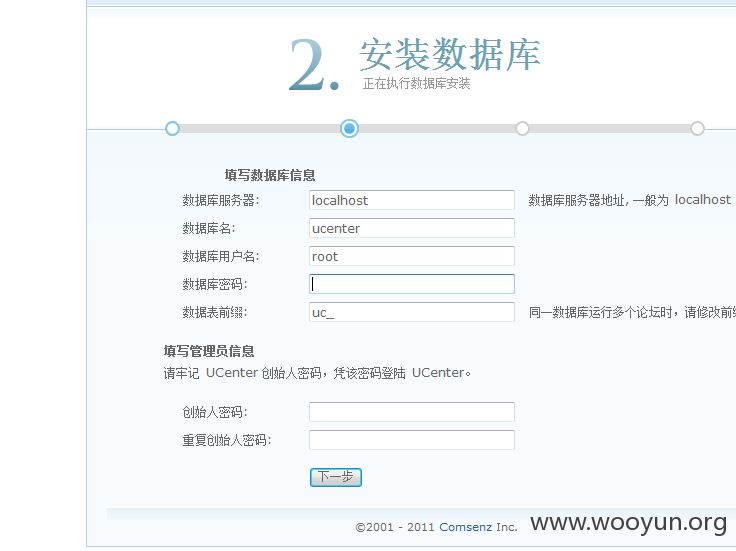 2. 安装数据库
正在执行数据库安装
填写数据库信息
数据库服务器: localhost 数据库服务器地址, 一般为 localhost
数据库名: ucenter
数据库用户名: root
数据库密码:
数据表前缀: uc_ 同一数据库运行多个论坛时，请修改前缀
填写管理员信息
请牢记 UCenter 创始人密码，凭该密码登陆 UCenter。
创始人密码:
重复创始人密码:
下一步
©2001 - 2011 Comsenz Inc.
www.wooyun.org